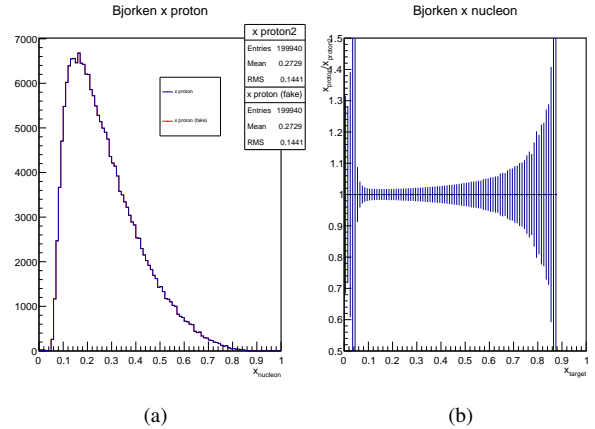 Bjorken x proton
x proton2
Entries 199940
Mean 0.2729
RMS 0.1441
x proton (fake)
Entries 199940
Mean 0.2729
RMS 0.1441
x proton
x proton (fake)
7000
6000
5000
4000
3000
2000
1000
0
0 0.1 0.2 0.3 0.4 0.5 0.6 0.7 0.8 0.9 1
x_nucleon
(a)
Bjorken x nucleon
x_proton/x_proton2
1.5
1.4
1.3
1.2
1.1
1
0.9
0.8
0.7
0.6
0.5
0 0.1 0.2 0.3 0.4 0.5 0.6 0.7 0.8 0.9 1
x_target
(b)